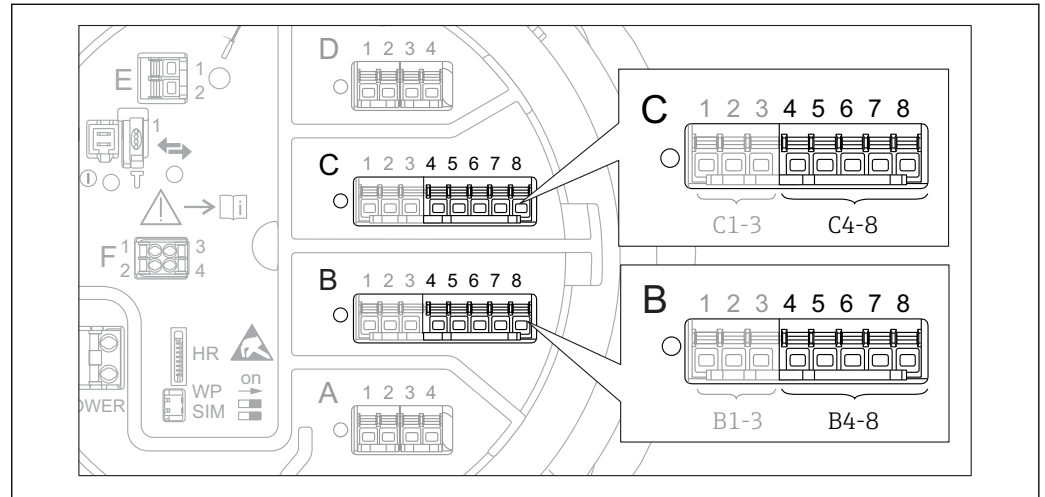 D 1 2 3 4
E 1
2
1
C 1 2 3 4 5 6 7 8
C 1 2 3 4 5 6 7 8
C1-3 C4-8
i
F 1 3
2 4
B 1 2 3 4 5 6 7 8
B 1 2 3 4 5 6 7 8
B1-3 B4-8
HR
on
WP
SIM
OWER
A 1 2 3 4